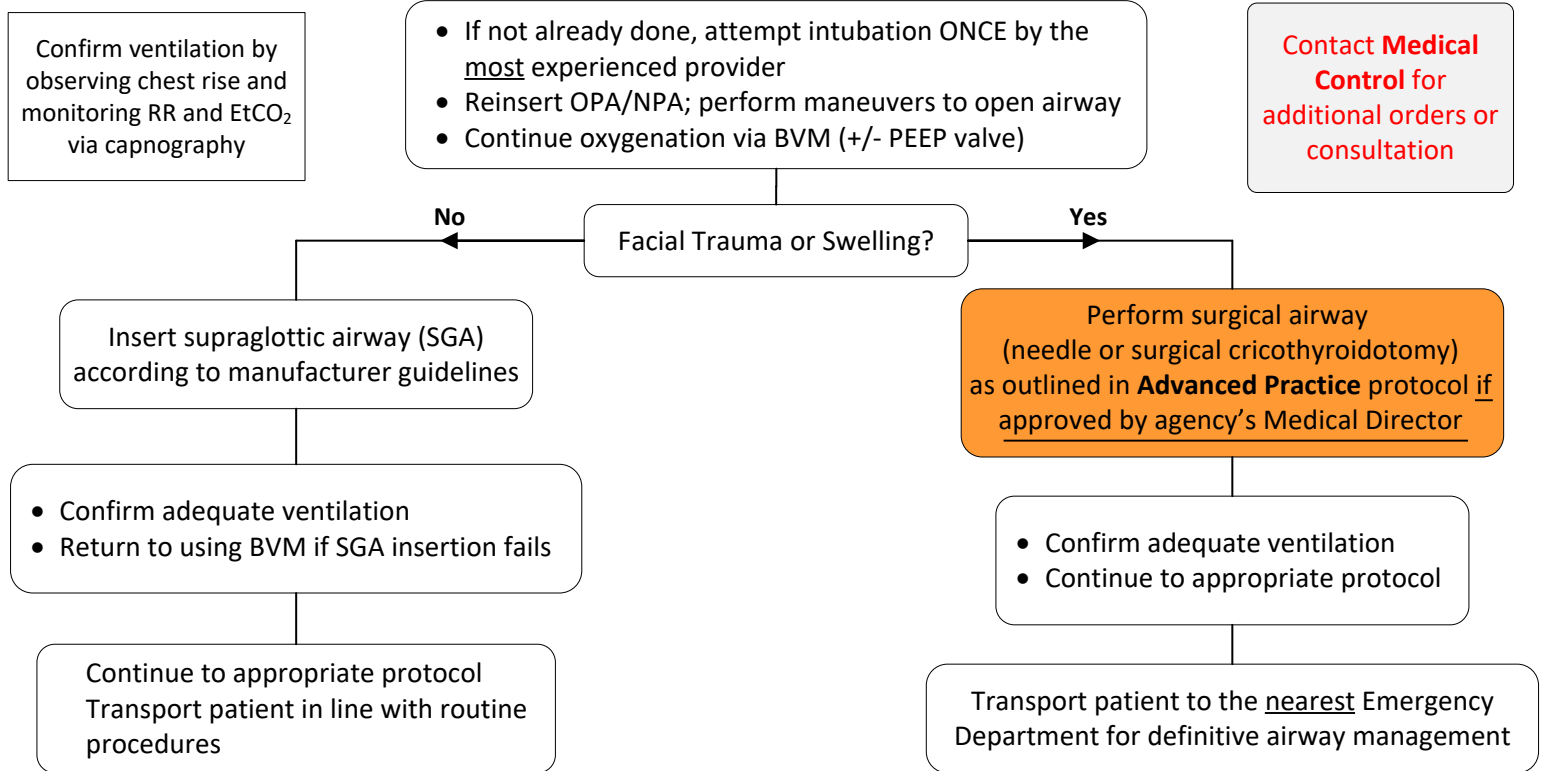 Confirm ventilation by
observing chest rise and
monitoring RR and EtCO₂
via capnography
• If not already done, attempt intubation ONCE by the
most experienced provider
• Reinsert OPA/NPA; perform maneuvers to open airway
• Continue oxygenation via BVM (+/- PEEP valve)
Contact Medical
Control for
additional orders or
consultation
No
Facial Trauma or Swelling?
Yes
Insert supraglottic airway (SGA)
according to manufacturer guidelines
• Confirm adequate ventilation
• Return to using BVM if SGA insertion fails
Continue to appropriate protocol
Transport patient in line with routine
procedures
Perform surgical airway
(needle or surgical cricothyroidotomy)
as outlined in Advanced Practice protocol if
approved by agency’s Medical Director
• Confirm adequate ventilation
• Continue to appropriate protocol
Transport patient to the nearest Emergency
Department for definitive airway management